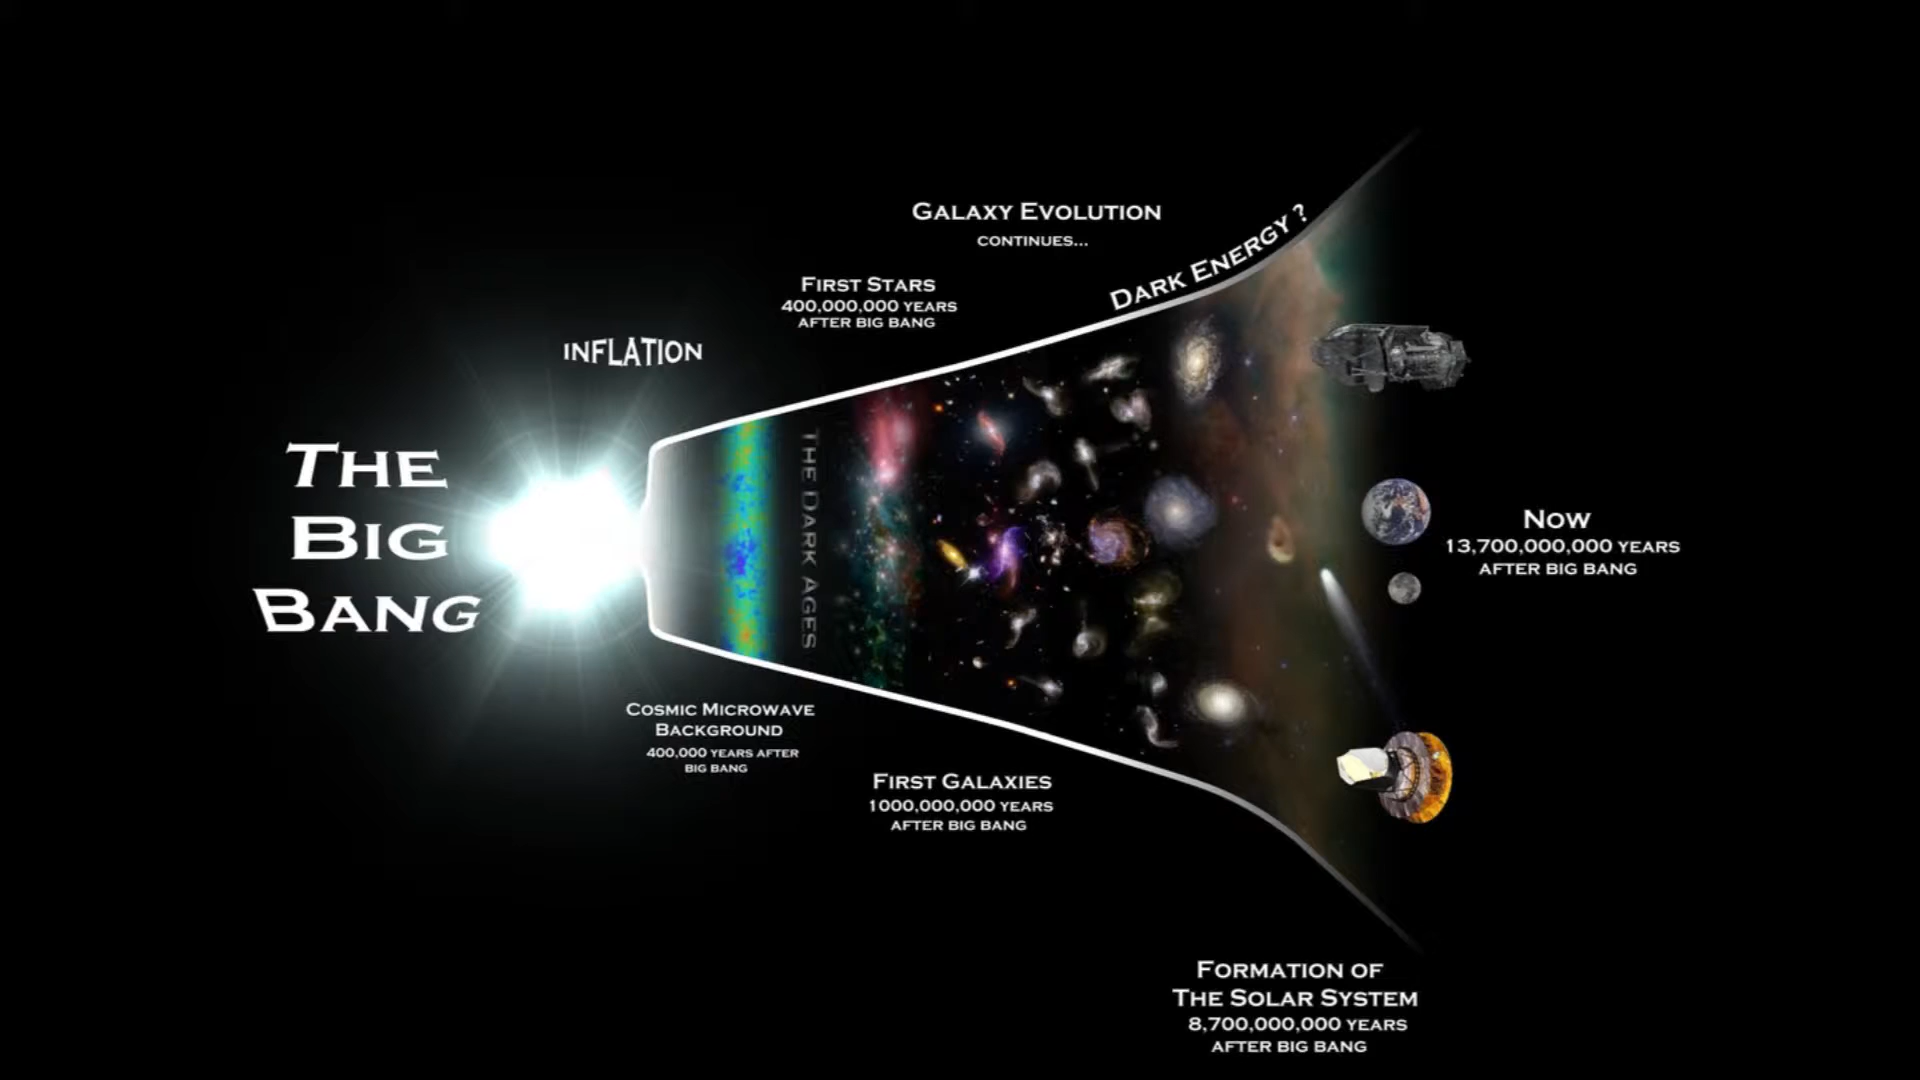 THE
BIG
BANG
INFLATION
COSMIC MICROWAVE
BACKGROUND
400,000 YEARS AFTER
BIG BANG
THE DARK AGES
FIRST STARS
400,000,000 YEARS
AFTER BIG BANG
FIRST GALAXIES
1000,000,000 YEARS
AFTER BIG BANG
GALAXY EVOLUTION
CONTINUES...
DARK ENERGY ?
FORMATION OF
THE SOLAR SYSTEM
8,700,000,000 YEARS
AFTER BIG BANG
NOW
13,700,000,000 YEARS
AFTER BIG BANG